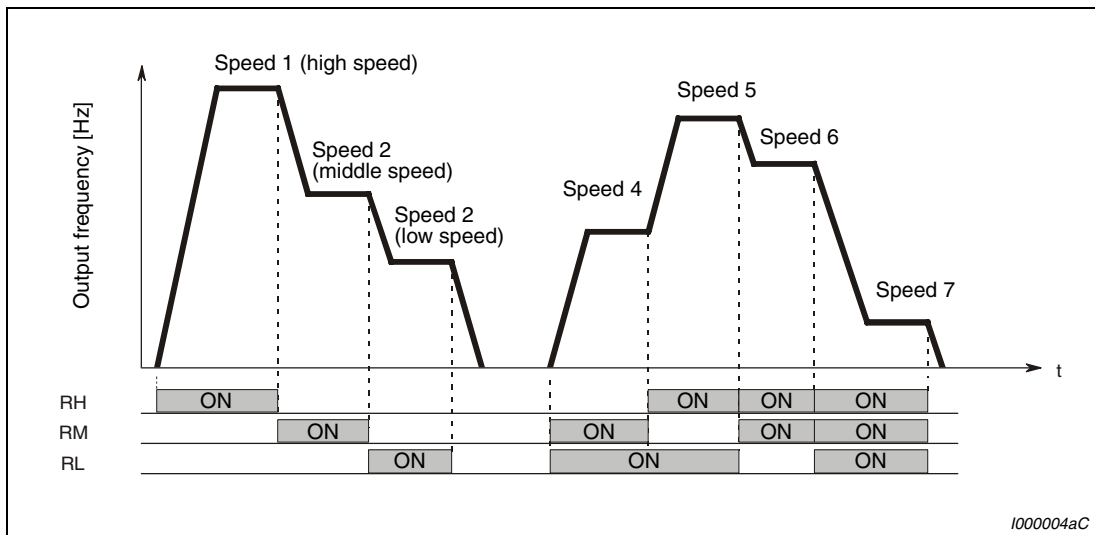 Speed 1 (high speed)
Speed 2
(middle speed)
Speed 2
(low speed)
Speed 4
Speed 5
Speed 6
Speed 7
Output frequency [Hz]
t
RH ON ON ON ON
RM ON ON ON ON
RL ON ON ON
I000004aC